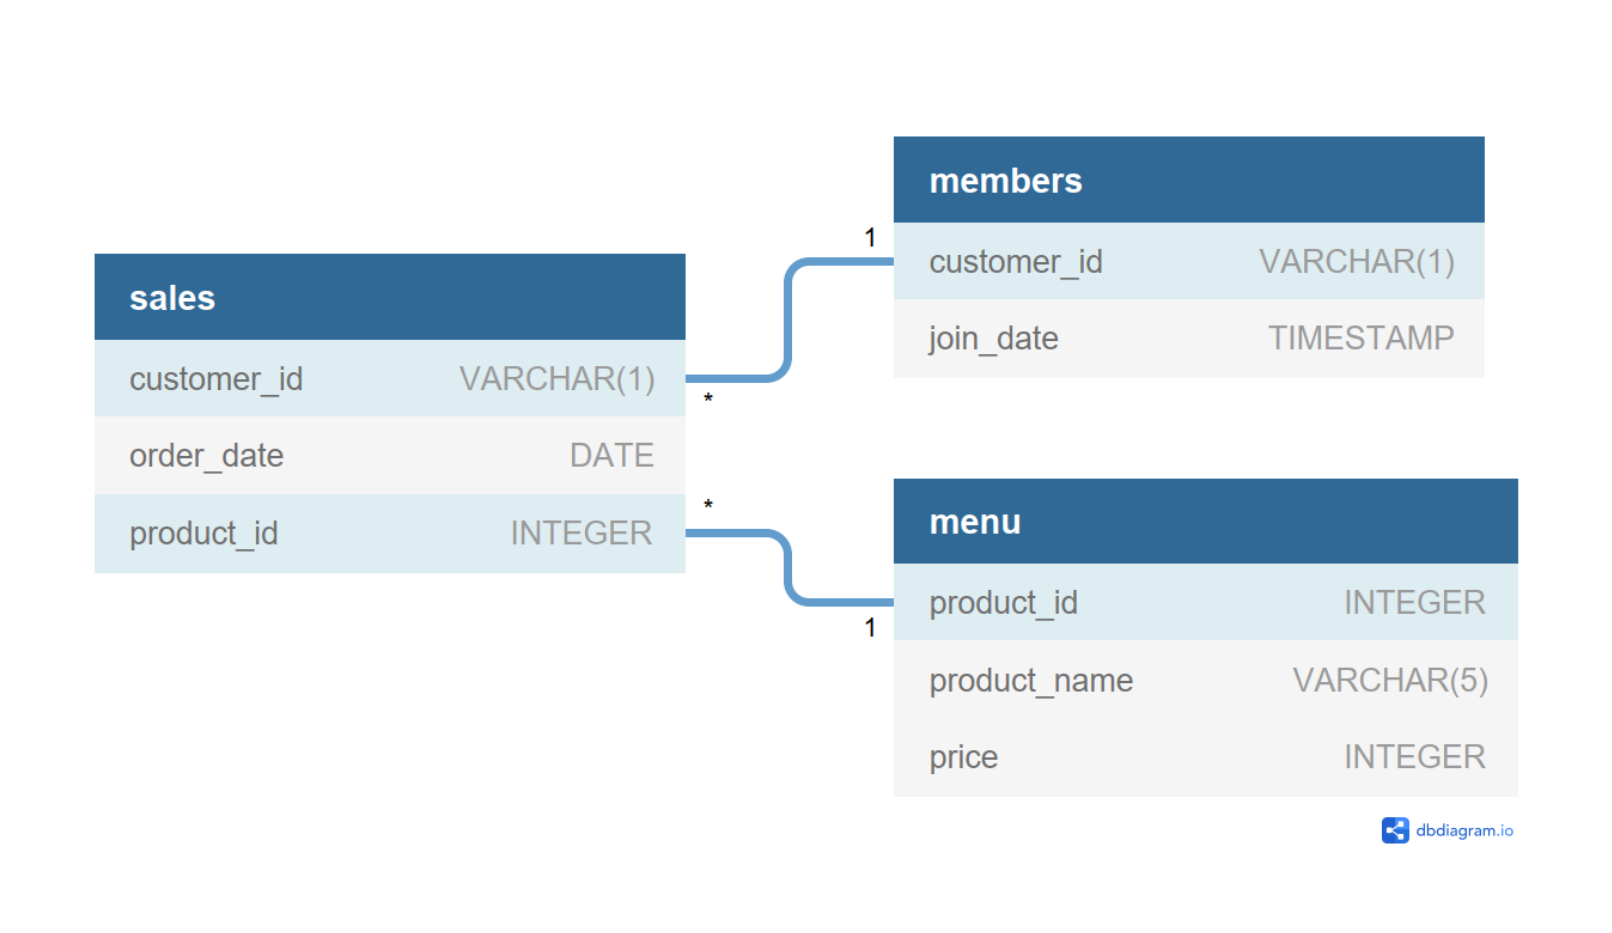 sales
customer_id VARCHAR(1)
order_date DATE
product_id INTEGER
*
*
1
1
members
customer_id VARCHAR(1)
join_date TIMESTAMP
menu
product_id INTEGER
product_name VARCHAR(5)
price INTEGER
dbdiagram.io